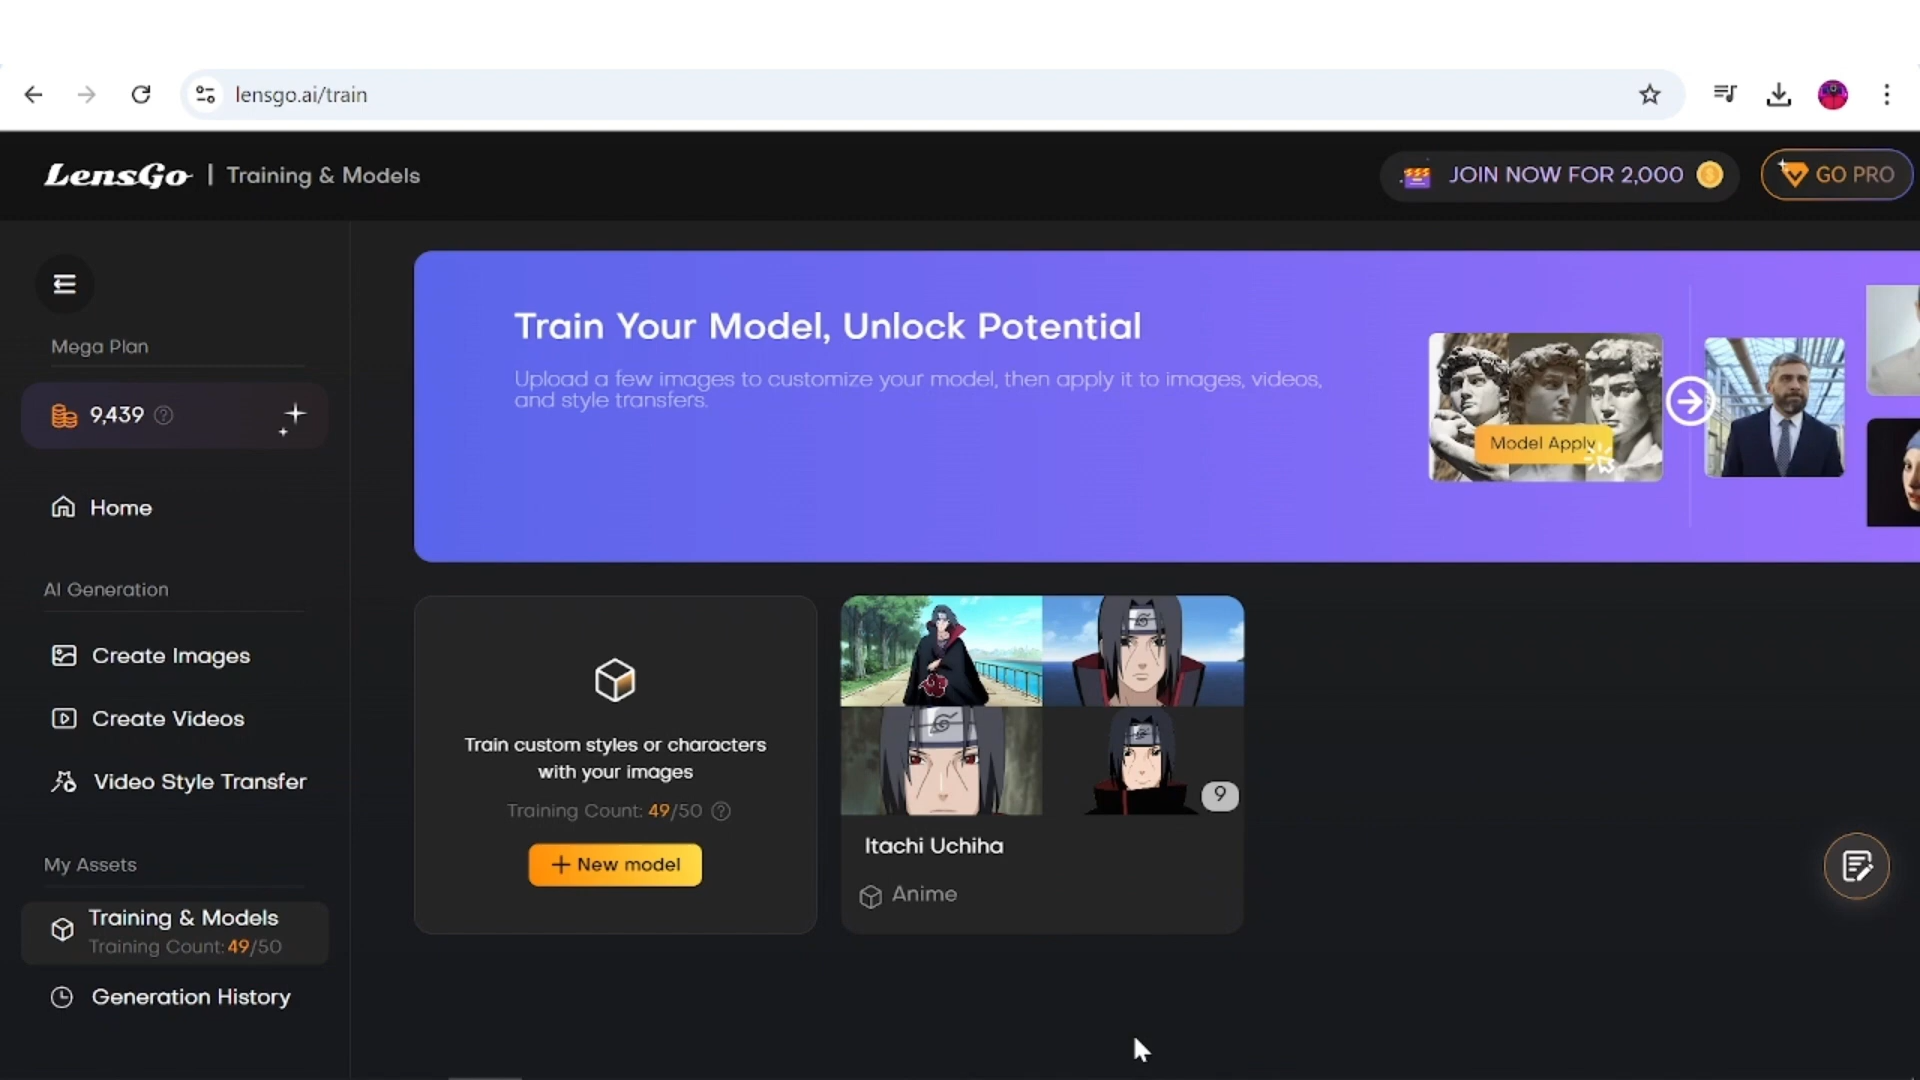 lensgo.ai/train
LensGo | Training & Models
JOIN NOW FOR 2,000
GO PRO
Mega Plan
9,439
Home
AI Generation
Create Images
Create Videos
Video Style Transfer
My Assets
Training & Models
Training Count: 49/50
Generation History
Train Your Model, Unlock Potential
Upload a few images to customize your model, then apply it to images, videos,
and style transfers.
Model Apply
Train custom styles or characters
with your images
Training Count: 49/50
+ New model
9
Itachi Uchiha
Anime